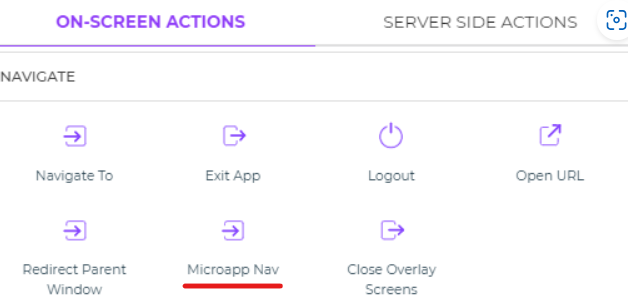 ON-SCREEN ACTIONS SERVER SIDE ACTIONS
NAVIGATE
Navigate To Exit App Logout Open URL
Redirect Parent Microapp Nav Close Overlay
Window Screens